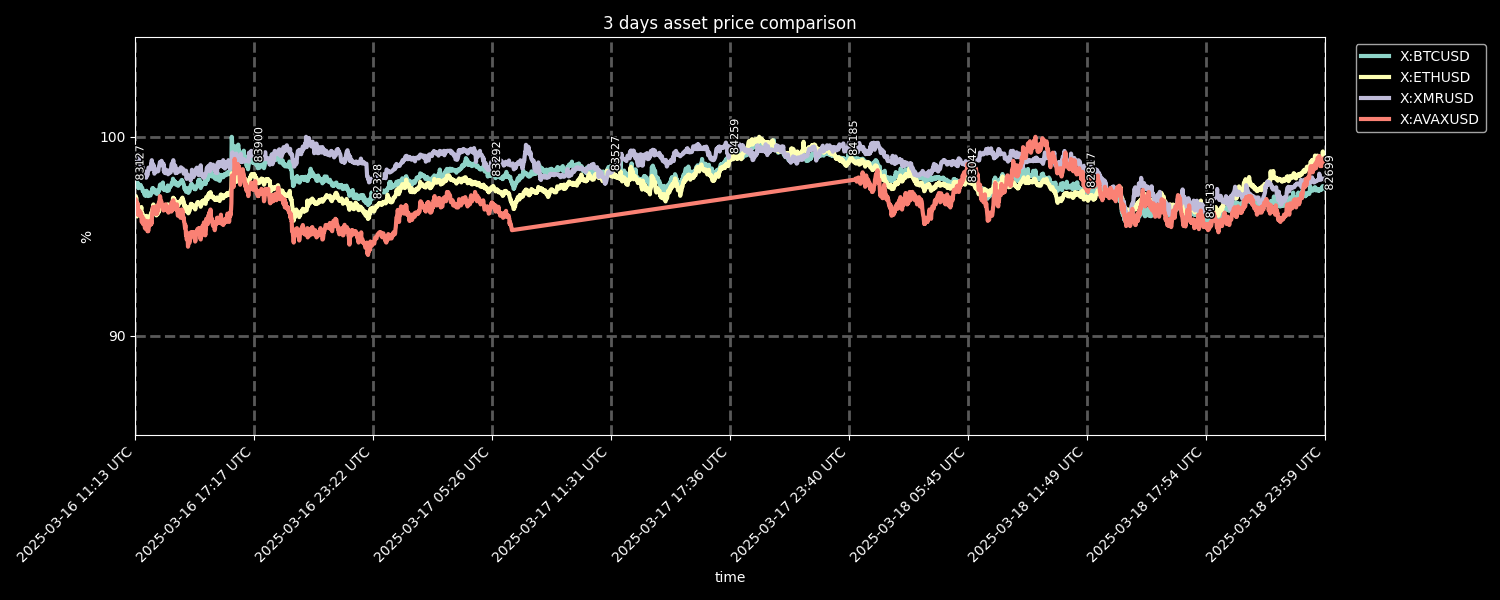 3 days asset price comparison
X:BTCUSD
X:ETHUSD
X:XMRUSD
X:AVAXUSD
100
90
%
83900
82328
83292
83527
84259
84185
83042
82817
81513
82699
2025-03-16 11:13 UTC
2025-03-16 17:17 UTC
2025-03-16 23:22 UTC
2025-03-17 05:26 UTC
2025-03-17 11:31 UTC
2025-03-17 17:36 UTC
2025-03-17 23:40 UTC
2025-03-18 05:45 UTC
2025-03-18 11:49 UTC
2025-03-18 17:54 UTC
2025-03-18 23:59 UTC
time